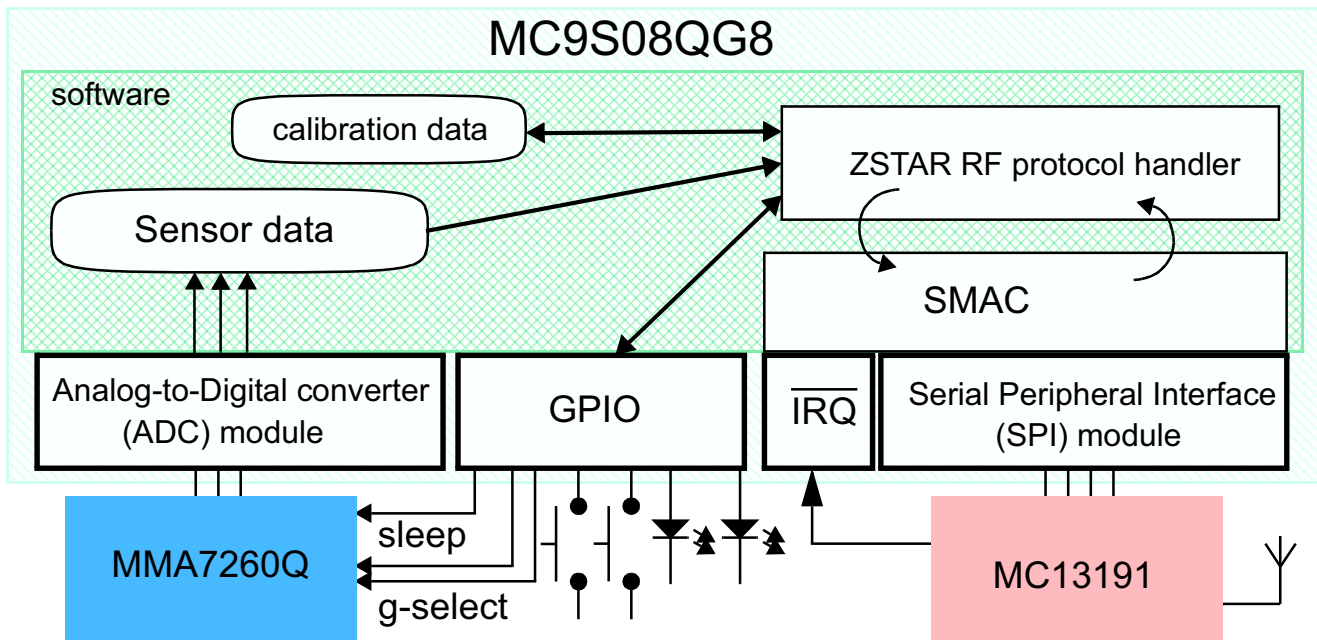 MC9S08QG8
software
calibration data
ZSTAR RF protocol handler
Sensor data
SMAC
Analog-to-Digital converter
(ADC) module
GPIO
IRQ
Serial Peripheral Interface
(SPI) module
sleep
MMA7260Q
g-select
MC13191